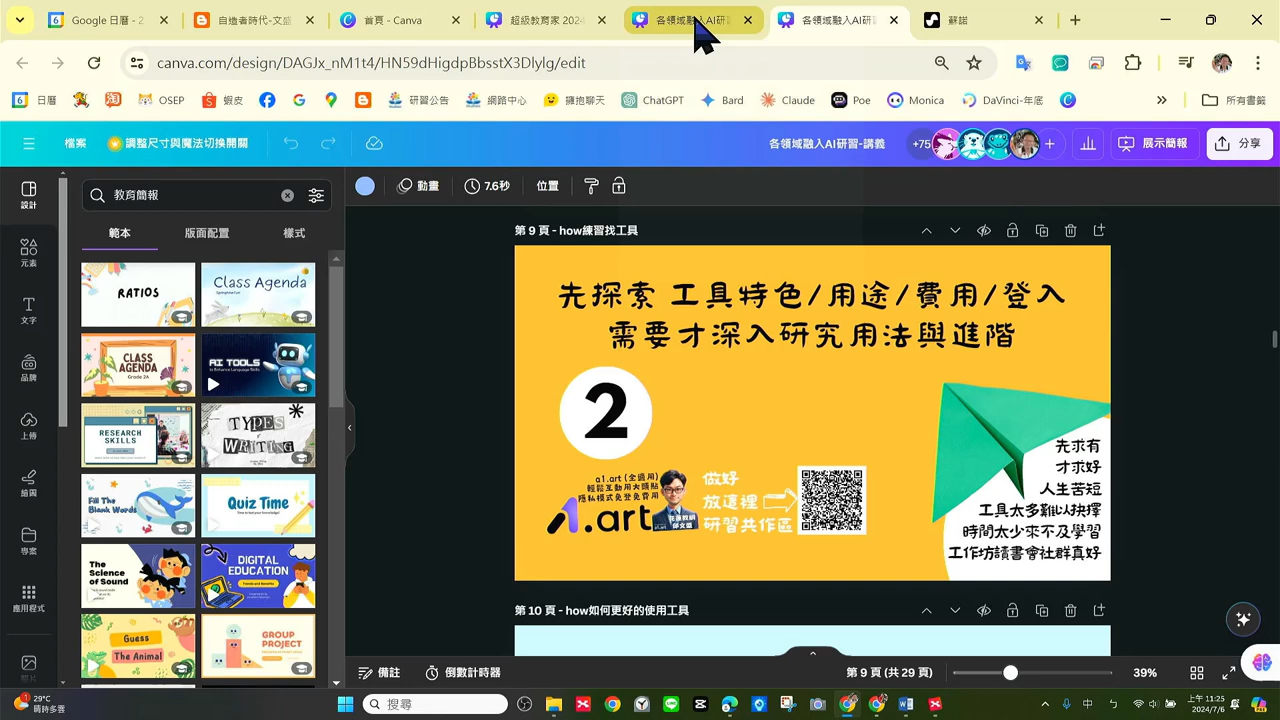 Google 日曆 - 2
自造者時代-文盛
首頁 - Canva
超級教育家 2024
各領域融入AI研
各領域融入AI研
蘇諾
canva.com/design/DAGJx_nM1t4/HN59dHigdpBbsstX3Dlylg/edit
日曆
淘
OSEP
蝦皮
研習公告
網路中心
擁抱聊天
ChatGPT
Bard
Claude
Poe
Monica
DaVinci-年底
所有書籤
檔案
調整尺寸與魔法切換開關
各領域融入AI研習-講義
+75
展示簡報
分享
設計
元素
文字
品牌
上傳
繪圖
專案
應用程式
教育簡報
範本
版面配置
樣式
RATIOS
Class Agenda
CLASS
AGENDA
Grade 2A
AI TOOLS
RESEARCH
SKILLS
TYPES
WRITING
Fill The
Blank Words
Quiz Time
The
Science
of Sound
DIGITAL
EDUCATION
Guess
The Animal
GROUP
PROJECT
動畫
7.6秒
位置
第 9 頁 - how練習找工具
先探索 工具特色/用途/費用/登入
需要才深入研究用法與進階
2
a1.art (全通用)
輕鬆互動用大頭貼
隱私模式免登免費用
A.art
做好
放這裡
研習共作區
先求有
才求好
人生苦短
工具太多難以抉擇
時間太少來不及學習
工作坊讀書會社群真好
第 10 頁 - how如何更好的使用工具
備註
倒數計時器
第 9 頁 (共 29 頁)
39%
29°C
晴時多雲
搜尋
中
上午 11:25
2024/7/6